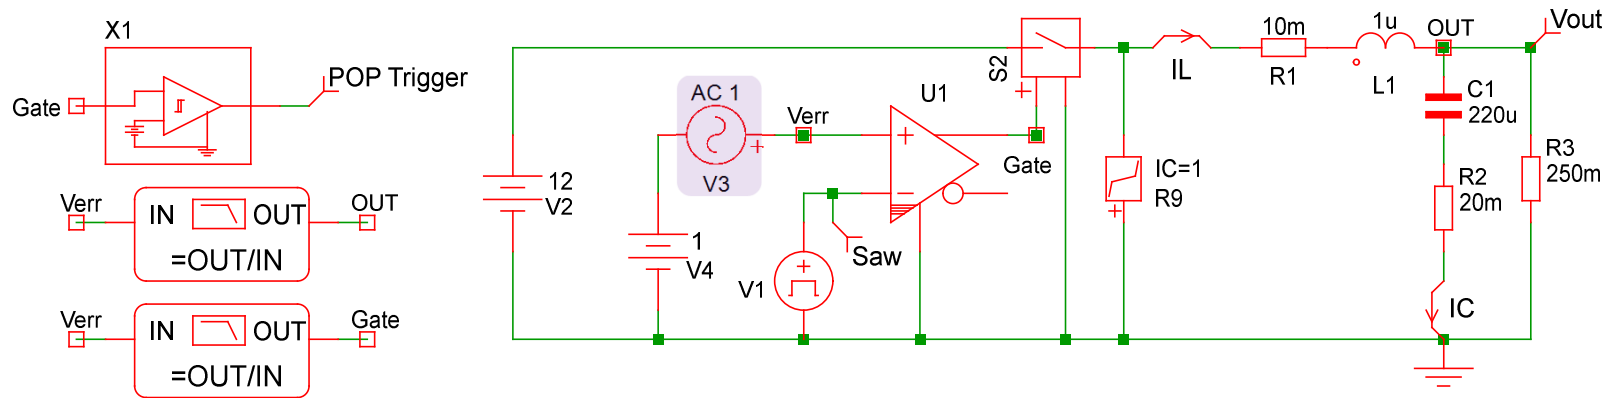 X1
Gate
POP Trigger
Verr
IN
OUT
OUT
=OUT/IN
Verr
IN
OUT
Gate
=OUT/IN
12
V2
AC 1
V3
+
Verr
1
V4
V1
+
Saw
U1
+
−
Gate
S2
+
IC=1
R9
+
IL
10m
R1
1u
L1
OUT
Vout
C1
220u
R2
20m
R3
250m
IC